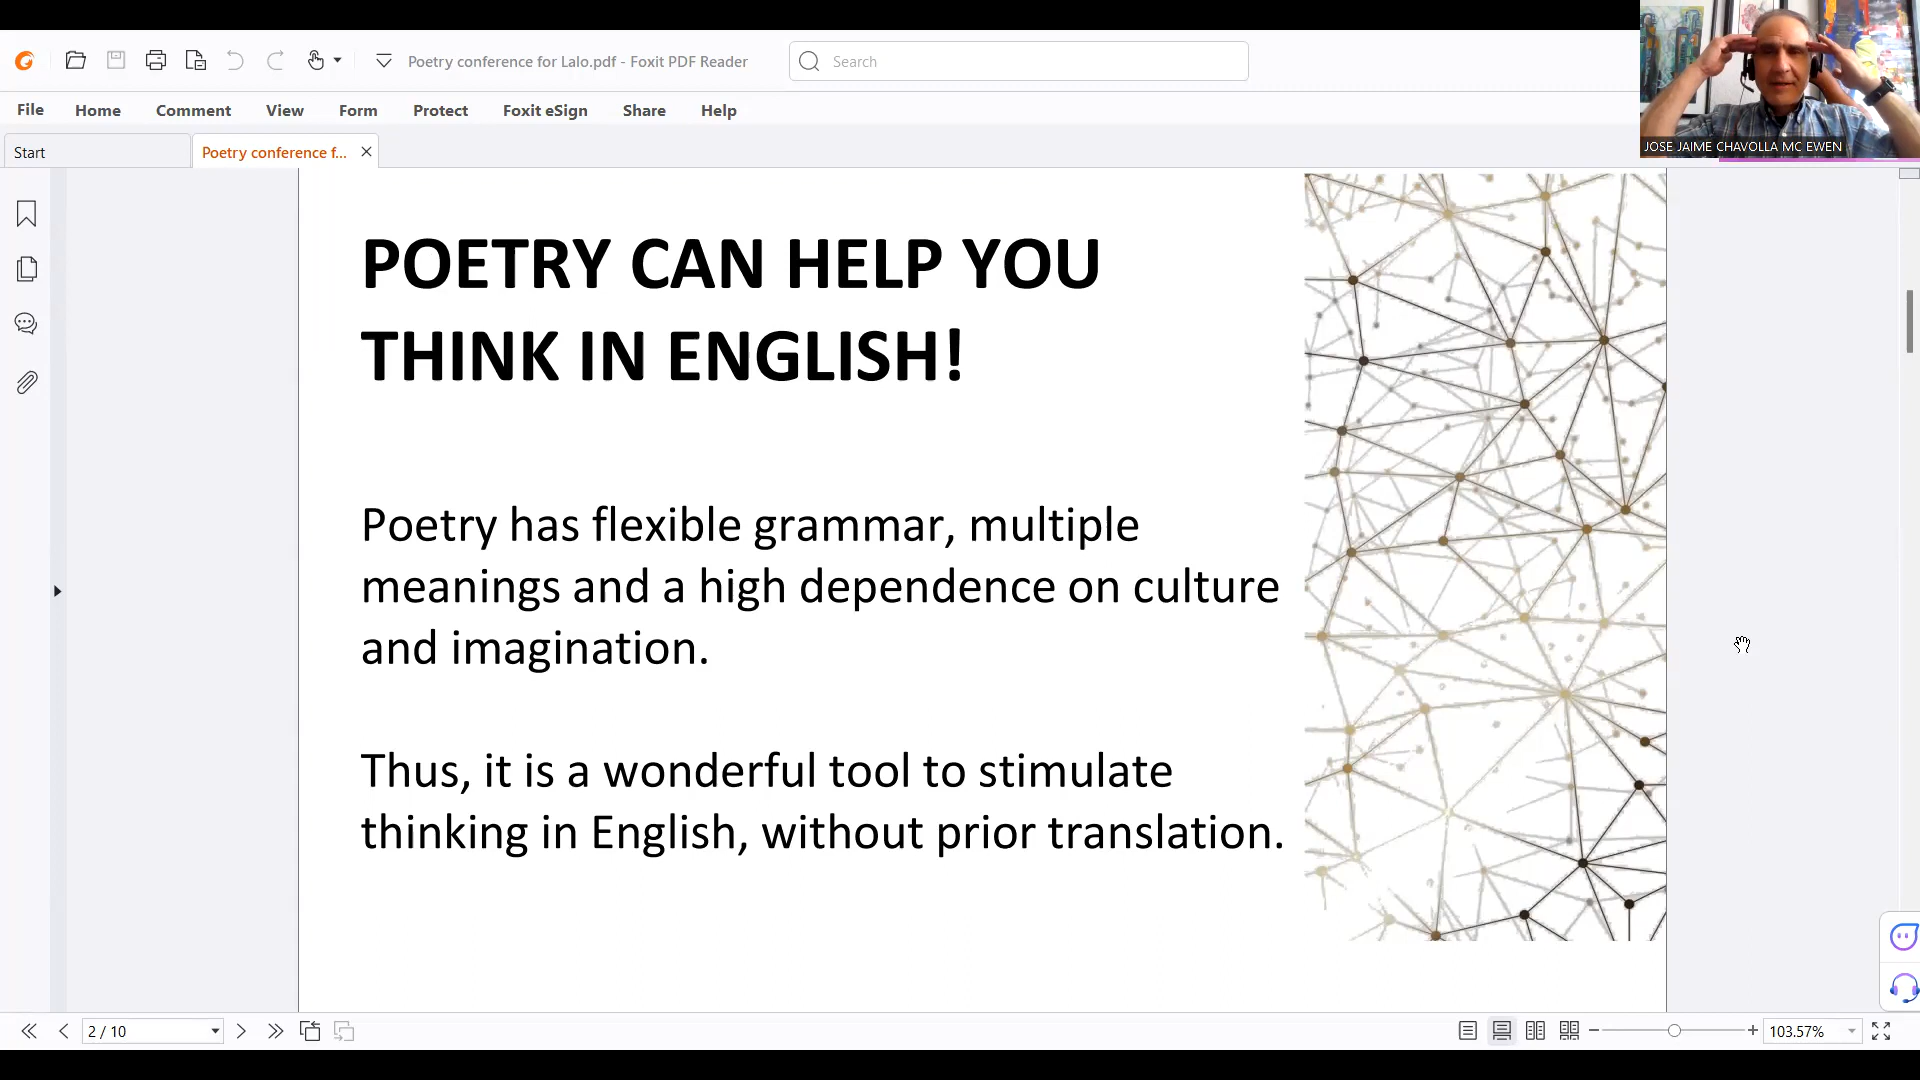 Poetry conference for Lalo.pdf - Foxit PDF Reader
Search
File Home Comment View Form Protect Foxit eSign Share Help
Start
Poetry conference f...
JOSE JAIME CHAVOLLA MC EWEN
POETRY CAN HELP YOU
THINK IN ENGLISH!
Poetry has flexible grammar, multiple
meanings and a high dependence on culture
and imagination.
Thus, it is a wonderful tool to stimulate
thinking in English, without prior translation.
2 / 10
103.57%